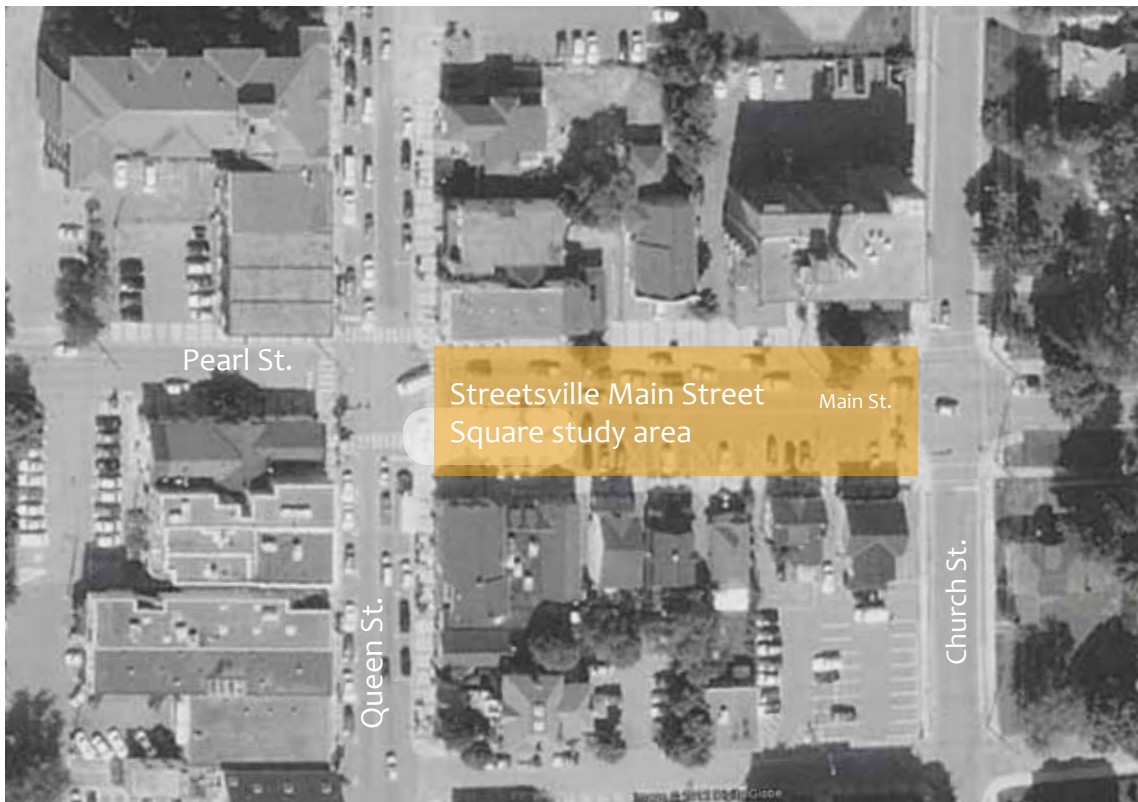 Pearl St.
Streetsville Main Street
Square study area
Main St.
Queen St.
Church St.